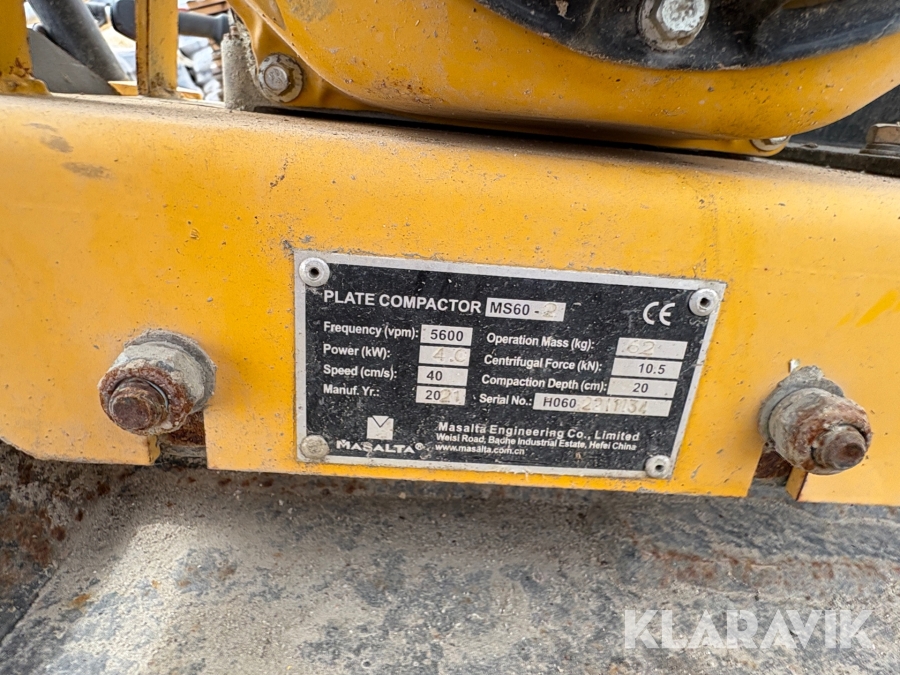 PLATE COMPACTOR MS60 - 2 CE
Frequency (vpm): 5600
Power (kW): 4.0
Speed (cm/s): 40
Manuf. Yr.: 2021
Operation Mass (kg): 62
Centrifugal Force (kN): 10.5
Compaction Depth (cm): 20
Serial No.: H060
MASALTA®
Masalta Engineering Co., Limited
Weisi Road, Baohe Industrial Estate, Hefei China
www.masalta.com.cn
KLARAVIK